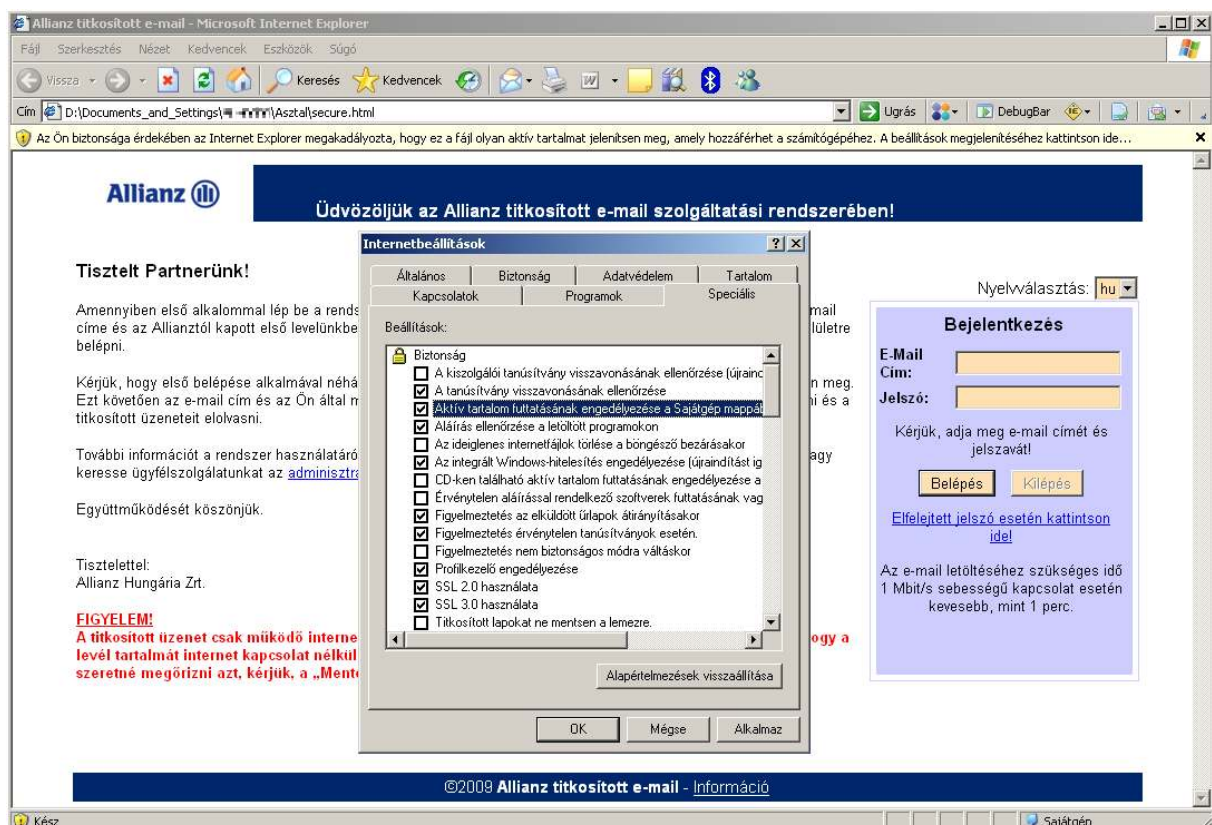 Allianz titkosított e-mail - Microsoft Internet Explorer
Fájl Szerkesztés Nézet Kedvencek Eszközök Súgó
Vissza Keresés Kedvencek
Cím D:\Documents_and_Settings\ \Asztal\secure.html Ugrás DebugBar
Az Ön biztonsága érdekében az Internet Explorer megakadályozta, hogy ez a fájl olyan aktív tartalmat jelenítsen meg, amely hozzáférhet a számítógépéhez. A beállítások megjelenítéséhez kattintson ide...
Allianz
Üdvözöljük az Allianz titkosított e-mail szolgáltatási rendszerében!
Tisztelt Partnerünk!
Amennyiben első alkalommal lép be a rends
mail
címe és az Allianztól kapott első levelünkbe
lületre
belépni.
Kérjük, hogy első belépése alkalmával néhá
n meg.
Ezt követően az e-mail cím és az Ön által m
ni és a
titkosított üzeneteit elolvasni.
További információt a rendszer használatáró
agy
keresse ügyfélszolgálatunkat az adminisztra
Együttműködését köszönjük.
Tisztelettel:
Allianz Hungária Zrt.
FIGYELEM!
A titkosított üzenet csak működő interne
ogy a
levél tartalmát internet kapcsolat nélkül
szeretné megőrizni azt, kérjük, a „Mente
Internetbeállítások
Általános Biztonság Adatvédelem Tartalom
Kapcsolatok Programok Speciális
Beállítások:
Biztonság
A kiszolgálói tanúsítvány visszavonásának ellenőrzése (újrainc
A tanúsítvány visszavonásának ellenőrzése
Aktív tartalom futtatásának engedélyezése a Sajátgép mappáb
Aláírás ellenőrzése a letöltött programokon
Az ideiglenes internetfájlok törlése a böngésző bezárásakor
Az integrált Windows-hitelesítés engedélyezése (újraindítást ig
CD-ken található aktív tartalom futtatásának engedélyezése a
Érvénytelen aláírással rendelkező szoftverek futtatásának vag
Figyelmeztetés az elküldött űrlapok átirányításakor
Figyelmeztetés érvénytelen tanúsítványok esetén.
Figyelmeztetés nem biztonságos módra váltáskor
Profilkezelő engedélyezése
SSL 2.0 használata
SSL 3.0 használata
Titkosított lapokat ne mentsen a lemezre.
Alapértelmezések visszaállítása
OK Mégse Alkalmaz
Nyelvválasztás: hu
Bejelentkezés
E-Mail
Cím:
Jelszó:
Kérjük, adja meg e-mail címét és
jelszavát!
Belépés Kilépés
Elfelejtett jelszó esetén kattintson
ide!
Az e-mail letöltéséhez szükséges idő
1 Mbit/s sebességű kapcsolat esetén
kevesebb, mint 1 perc.
©2009 Allianz titkosított e-mail - Információ
Kész Sajátgép